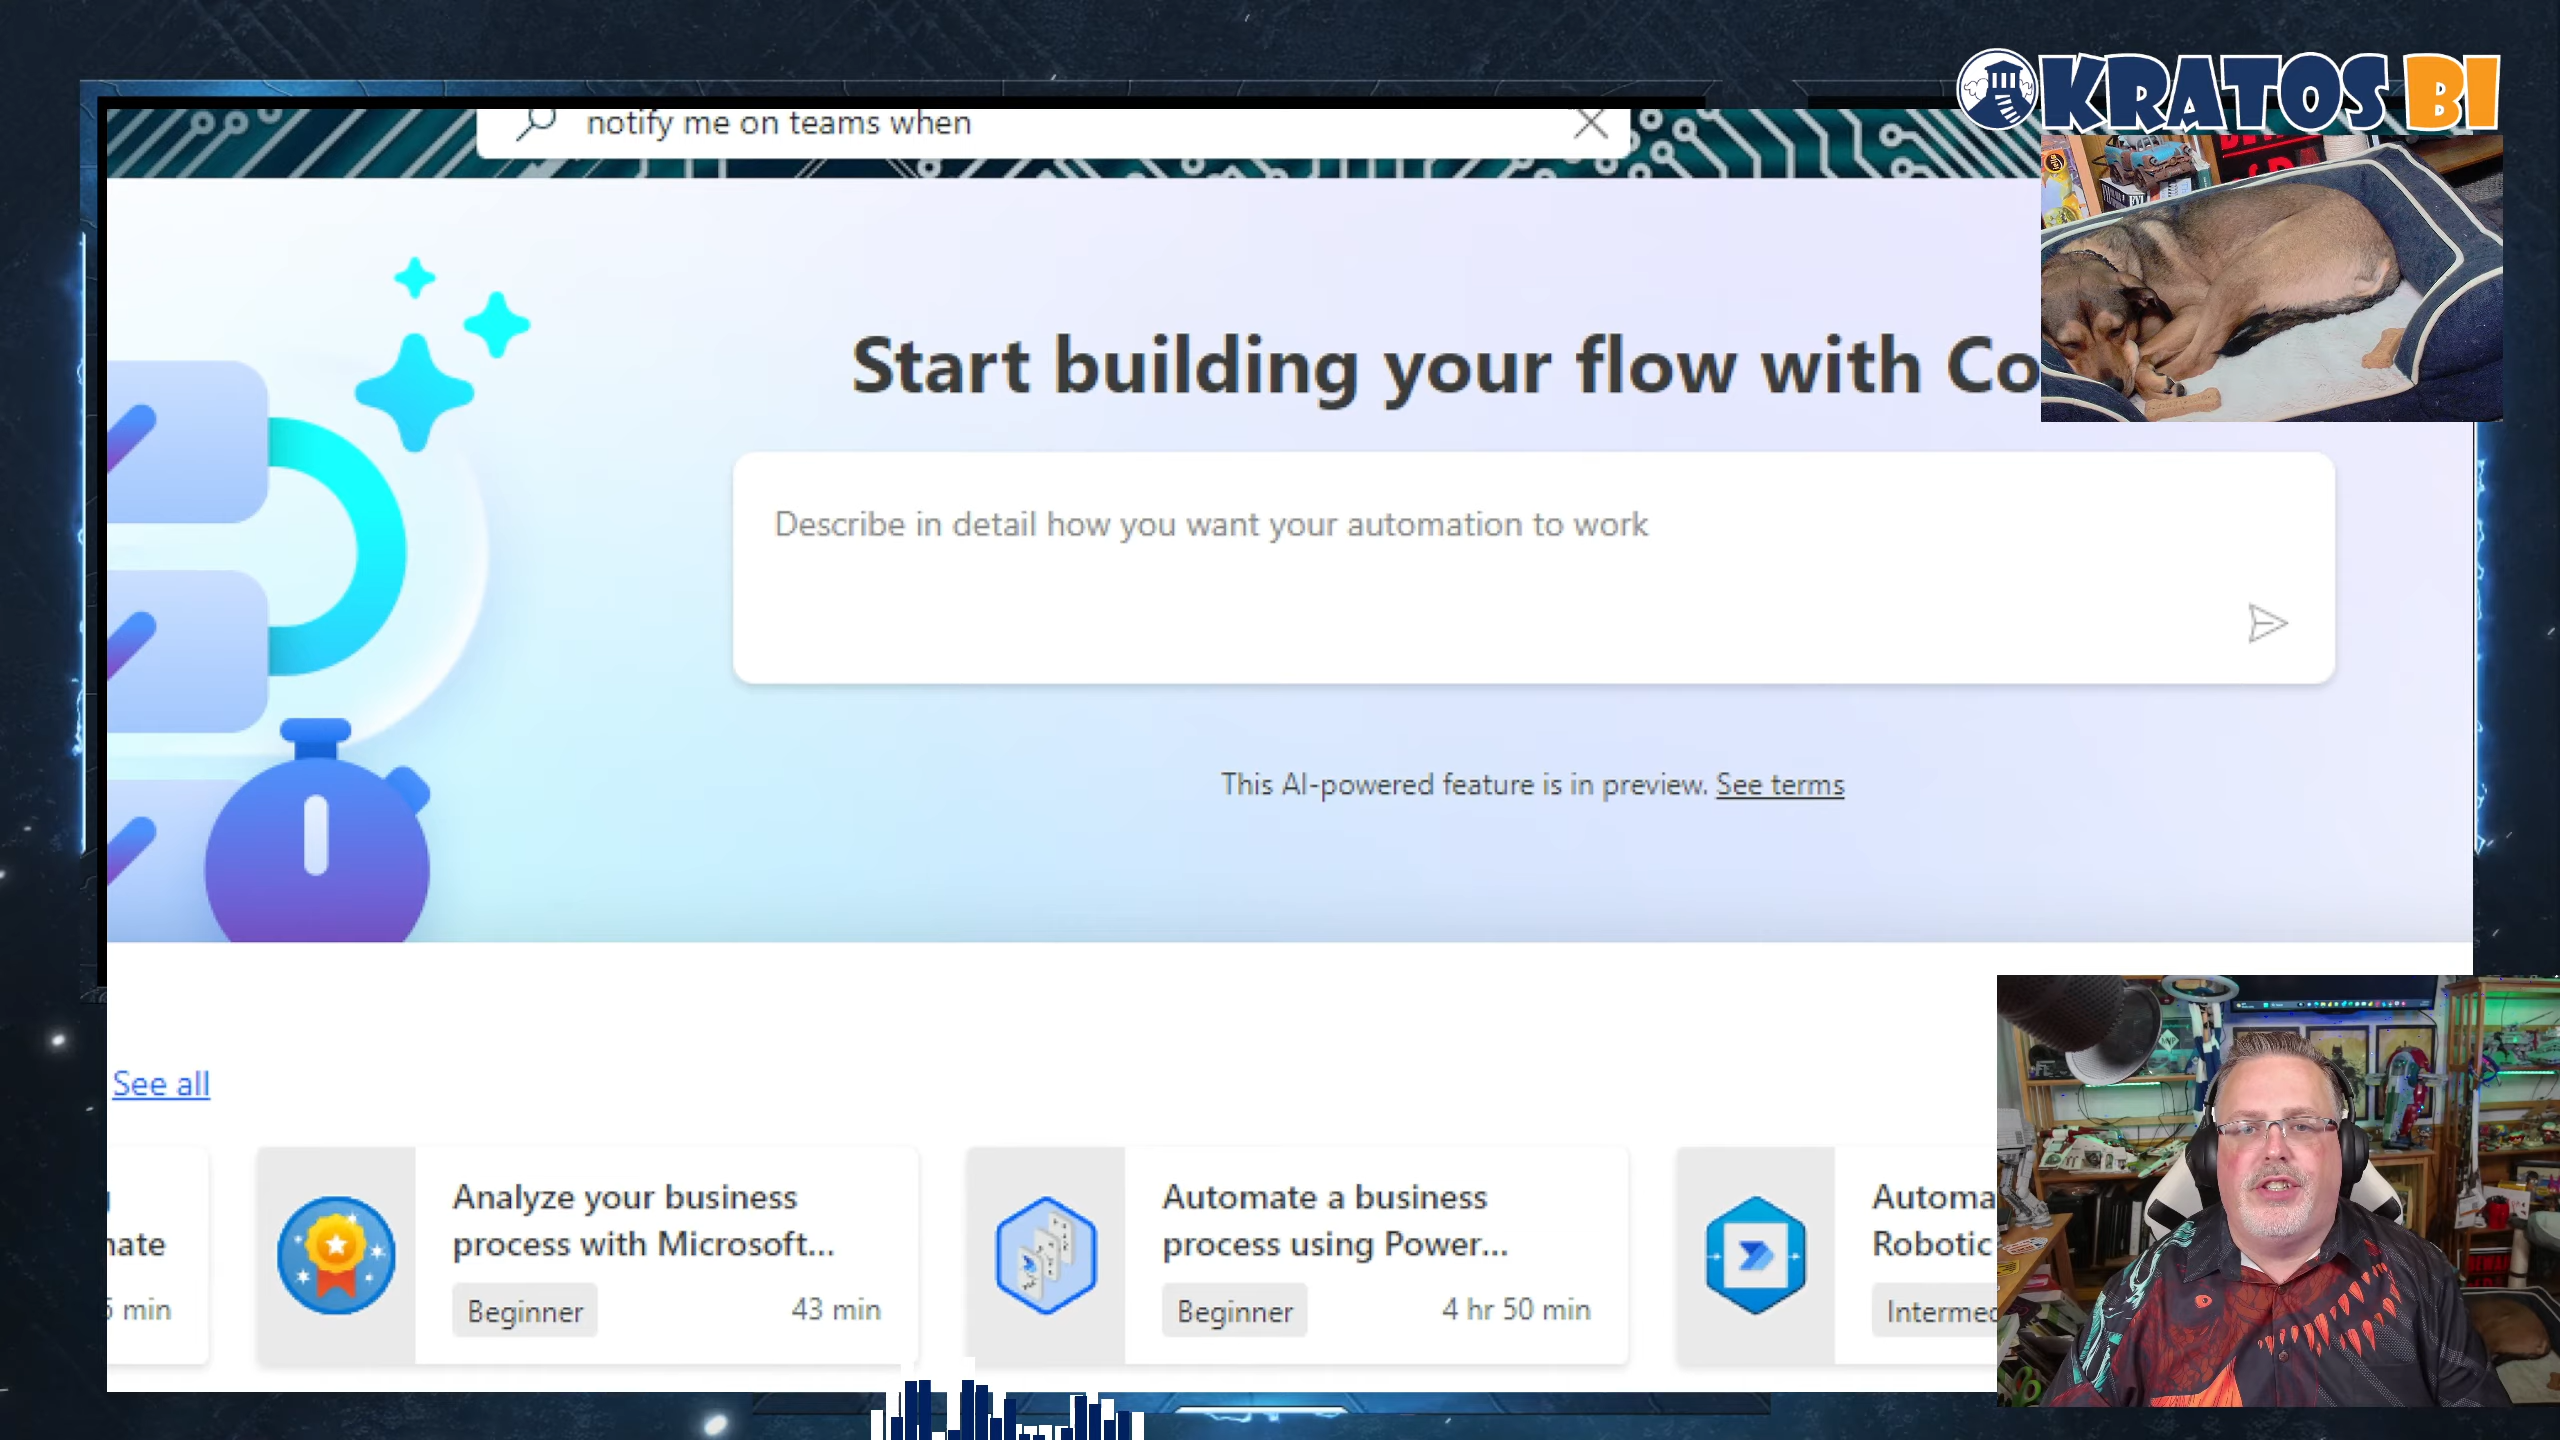 KRATOS BI
notify me on teams when
Start building your flow with Co
Describe in detail how you want your automation to work
This AI-powered feature is in preview. See terms
See all
nate
min
Analyze your business
process with Microsoft...
Beginner
43 min
Automate a business
process using Power...
Beginner
4 hr 50 min
Automa
Robotic
Intermed